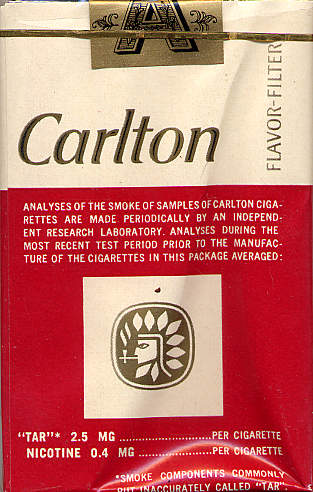 A
Carlton
FLAVOR-FILTER
ANALYSES OF THE SMOKE OF SAMPLES OF CARLTON CIGA-
RETTES ARE MADE PERIODICALLY BY AN INDEPEND-
ENT RESEARCH LABORATORY. ANALYSES DURING THE
MOST RECENT TEST PERIOD PRIOR TO THE MANUFAC-
TURE OF THE CIGARETTES IN THIS PACKAGE AVERAGED:
"TAR"* 2.5 MG ........................ PER CIGARETTE
NICOTINE 0.4 MG ........................ PER CIGARETTE
*SMOKE COMPONENTS COMMONLY
BUT INACCURATELY CALLED "TAR".